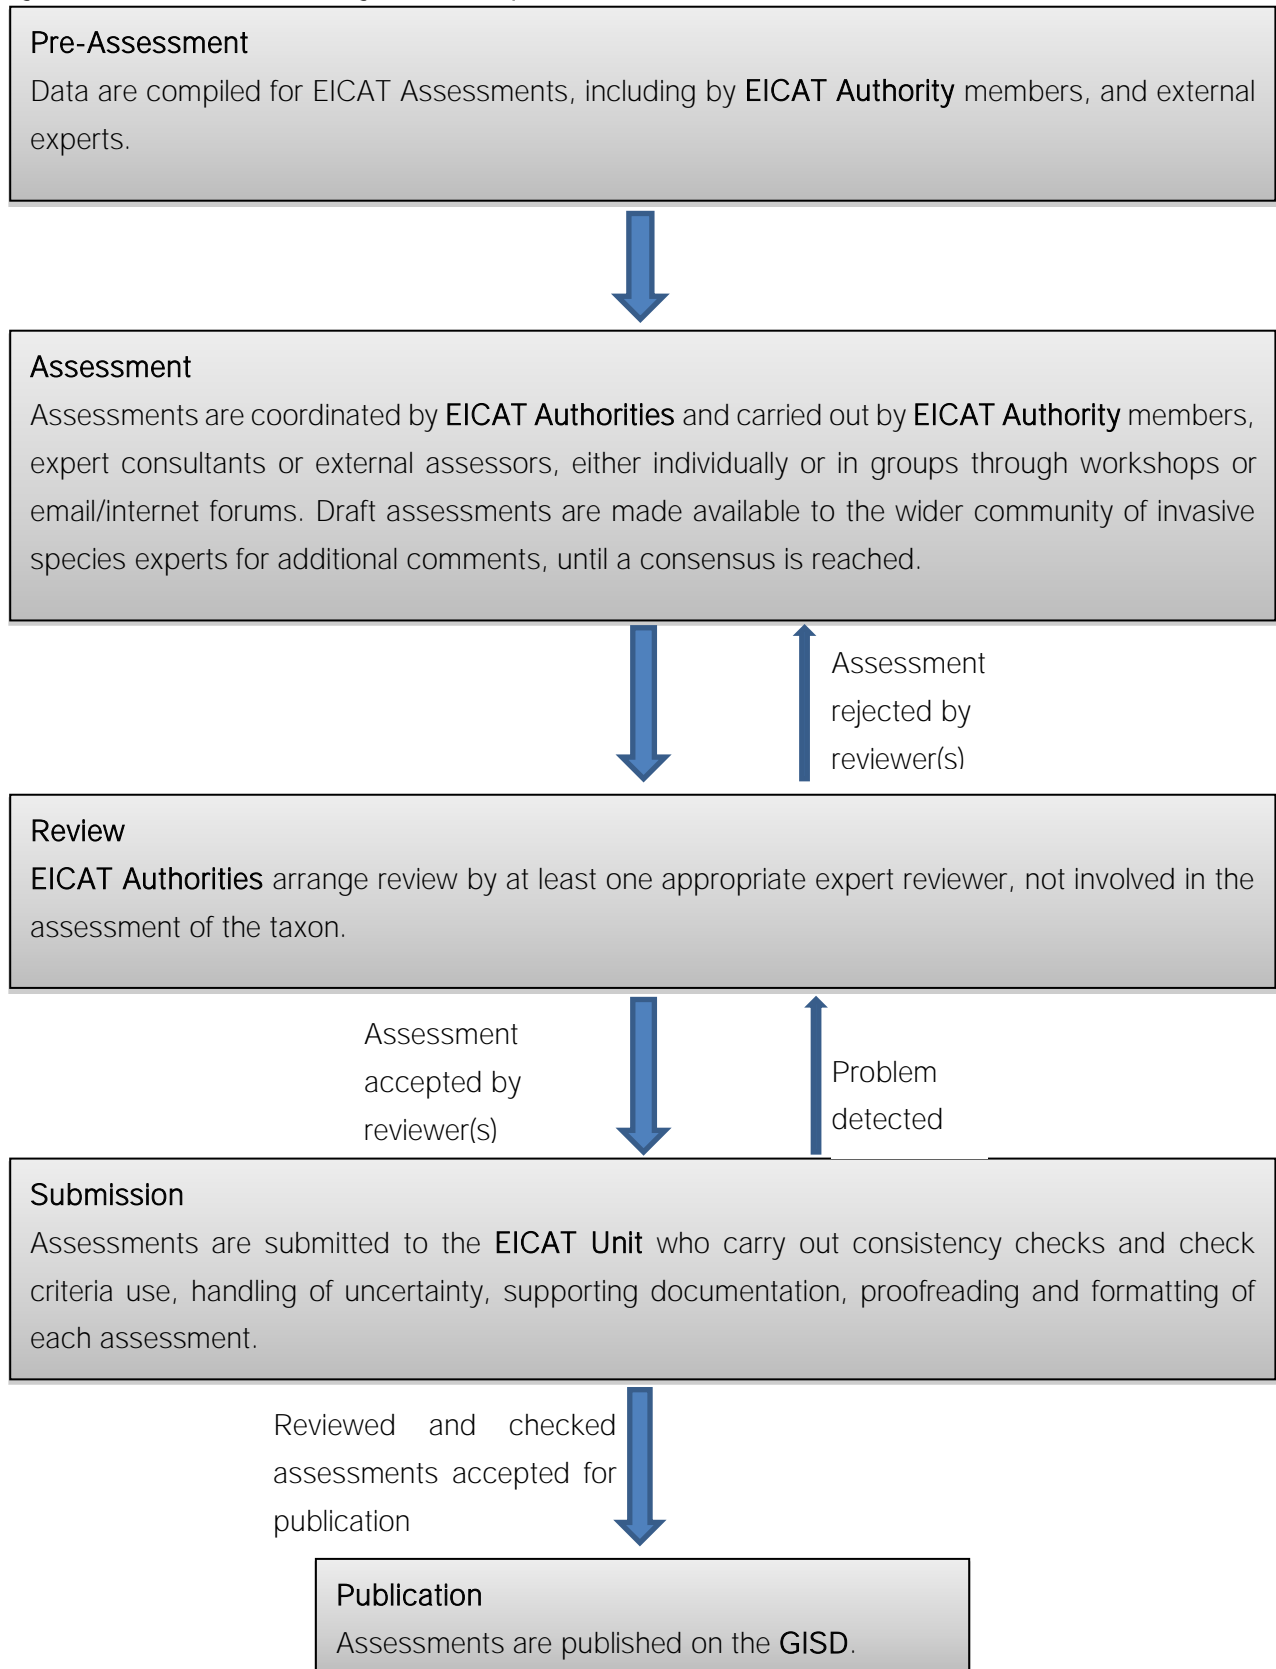 Pre-Assessment
Data are compiled for EICAT Assessments, including by EICAT Authority members, and external
experts.
Assessment
Assessments are coordinated by EICAT Authorities and carried out by EICAT Authority members,
expert consultants or external assessors, either individually or in groups through workshops or
email/internet forums. Draft assessments are made available to the wider community of invasive
species experts for additional comments, until a consensus is reached.
Assessment
rejected by
reviewer(s)
Review
EICAT Authorities arrange review by at least one appropriate expert reviewer, not involved in the
assessment of the taxon.
Assessment
accepted by
reviewer(s)
Problem
detected
Submission
Assessments are submitted to the EICAT Unit who carry out consistency checks and check
criteria use, handling of uncertainty, supporting documentation, proofreading and formatting of
each assessment.
Reviewed and checked
assessments accepted for
publication
Publication
Assessments are published on the GISD.